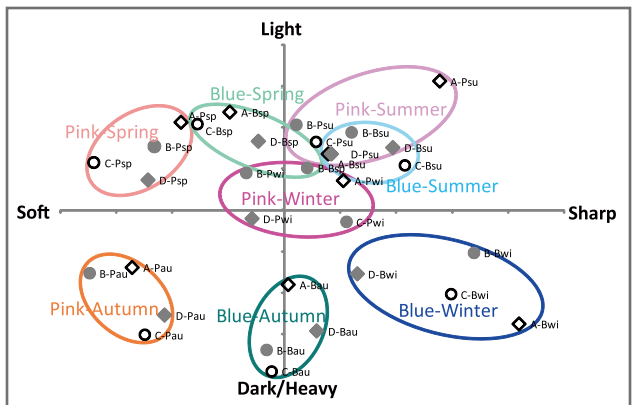 Light
A-Psu
Blue-Spring
Pink-Summer
A-Bsp
A-Psp
C-Bsp
B-Psu
B-Bsu
Pink-Spring
B-Psp
D-Bsp
C-Psu
D-Psu
D-Bsu
C-Psp
A-Bsu
C-Bsu
D-Psp
B-Pwi
B-Bsp
A-Pwi
Blue-Summer
Pink-Winter
Soft
Sharp
D-Pwi
C-Pwi
B-Bwi
B-Pau
A-Pau
D-Bwi
A-Bau
C-Bwi
Pink-Autumn
D-Pau
Blue-Autumn
Blue-Winter
A-Bwi
C-Pau
D-Bau
B-Bau
C-Bau
Dark/Heavy